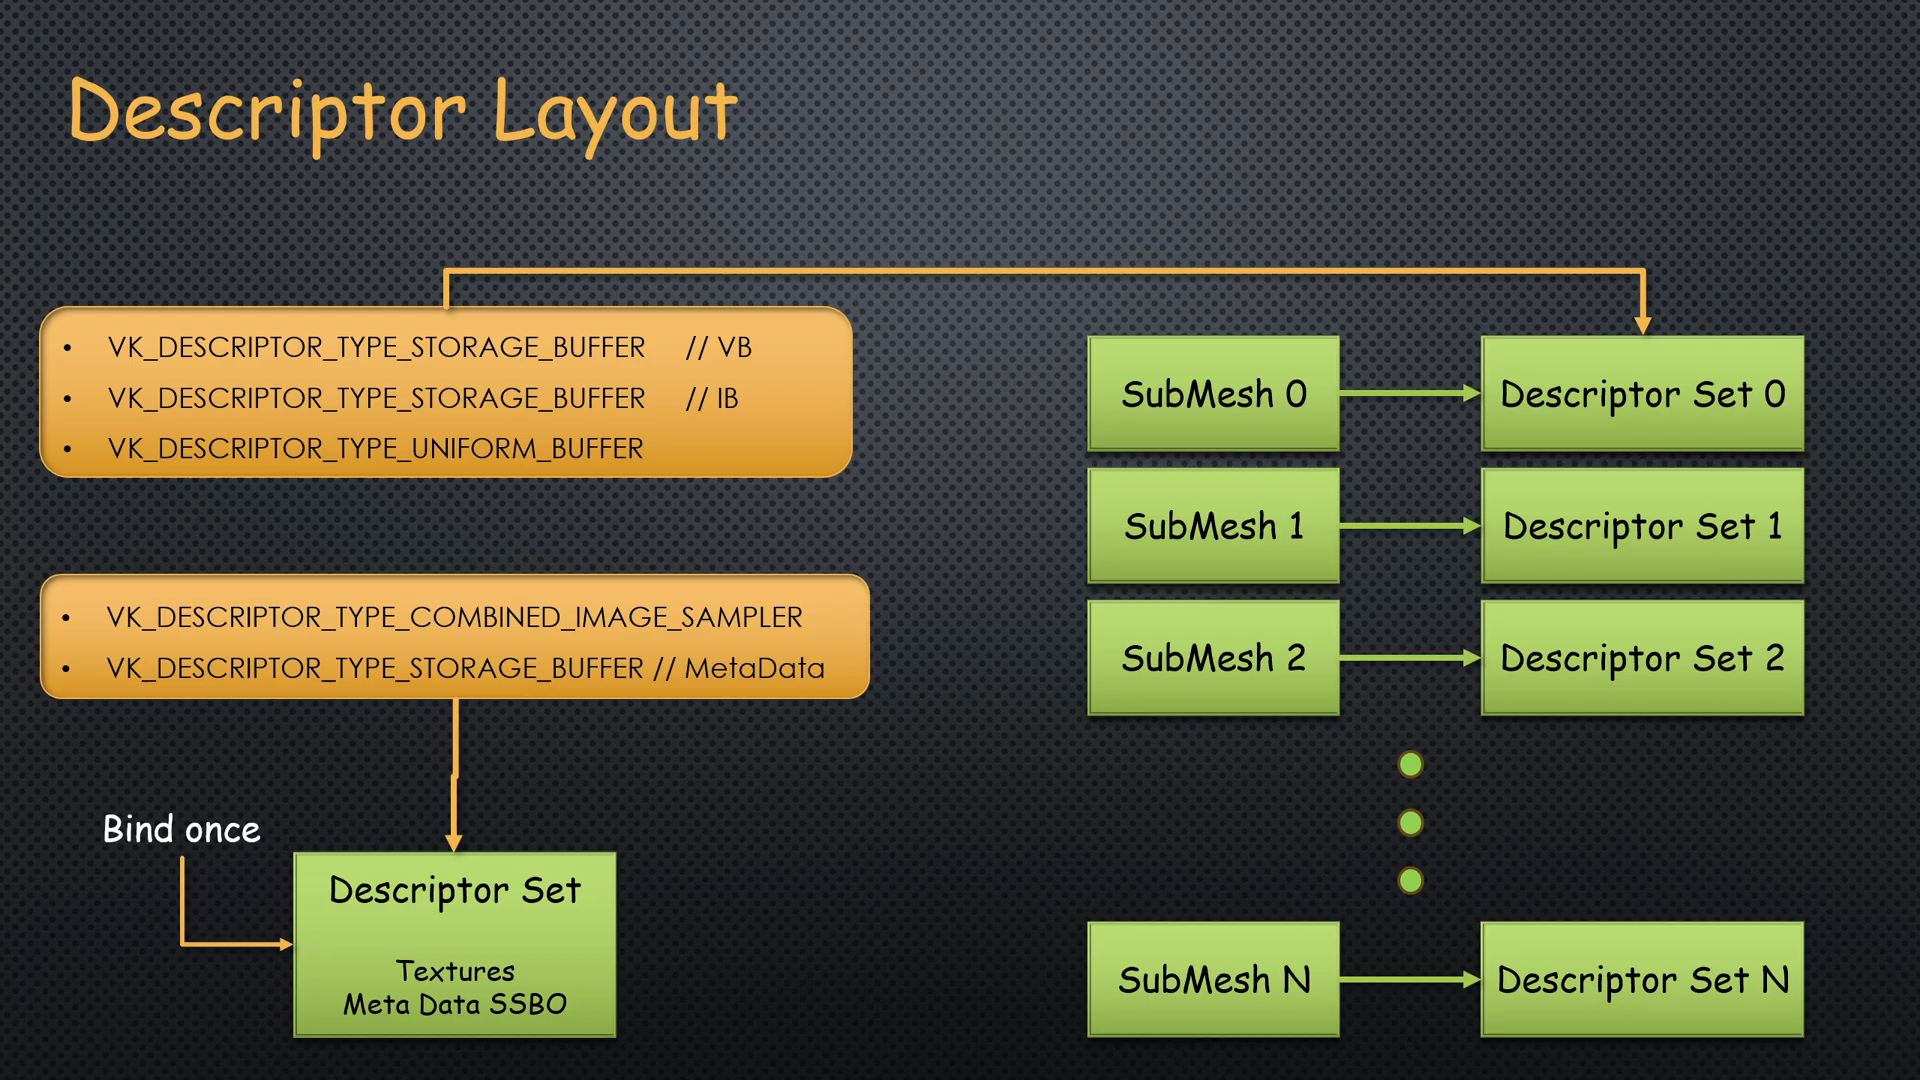 Descriptor Layout
• VK_DESCRIPTOR_TYPE_STORAGE_BUFFER // VB
• VK_DESCRIPTOR_TYPE_STORAGE_BUFFER // IB
• VK_DESCRIPTOR_TYPE_UNIFORM_BUFFER
• VK_DESCRIPTOR_TYPE_COMBINED_IMAGE_SAMPLER
• VK_DESCRIPTOR_TYPE_STORAGE_BUFFER // MetaData
Bind once
Descriptor Set
Textures
Meta Data SSBO
SubMesh 0
Descriptor Set 0
SubMesh 1
Descriptor Set 1
SubMesh 2
Descriptor Set 2
SubMesh N
Descriptor Set N